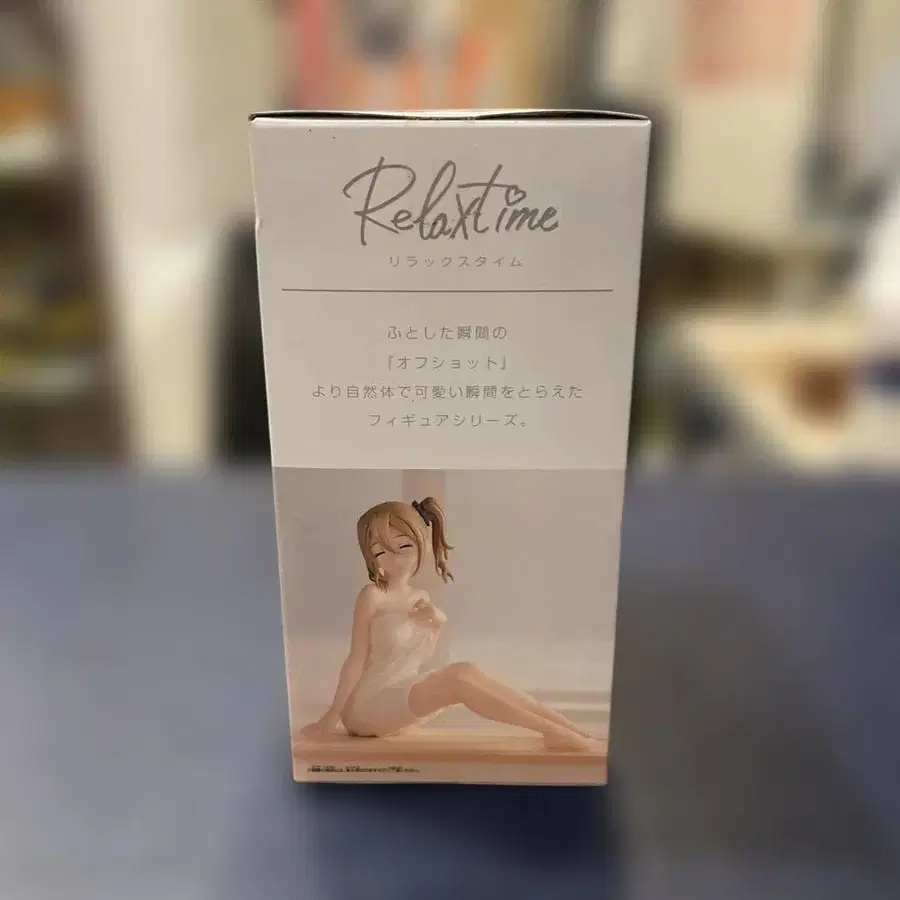 Relaxtime
リラックスタイム
ふとした瞬間の
『オフショット』
より自然体で可愛い瞬間をとらえた
フィギュアシリーズ。